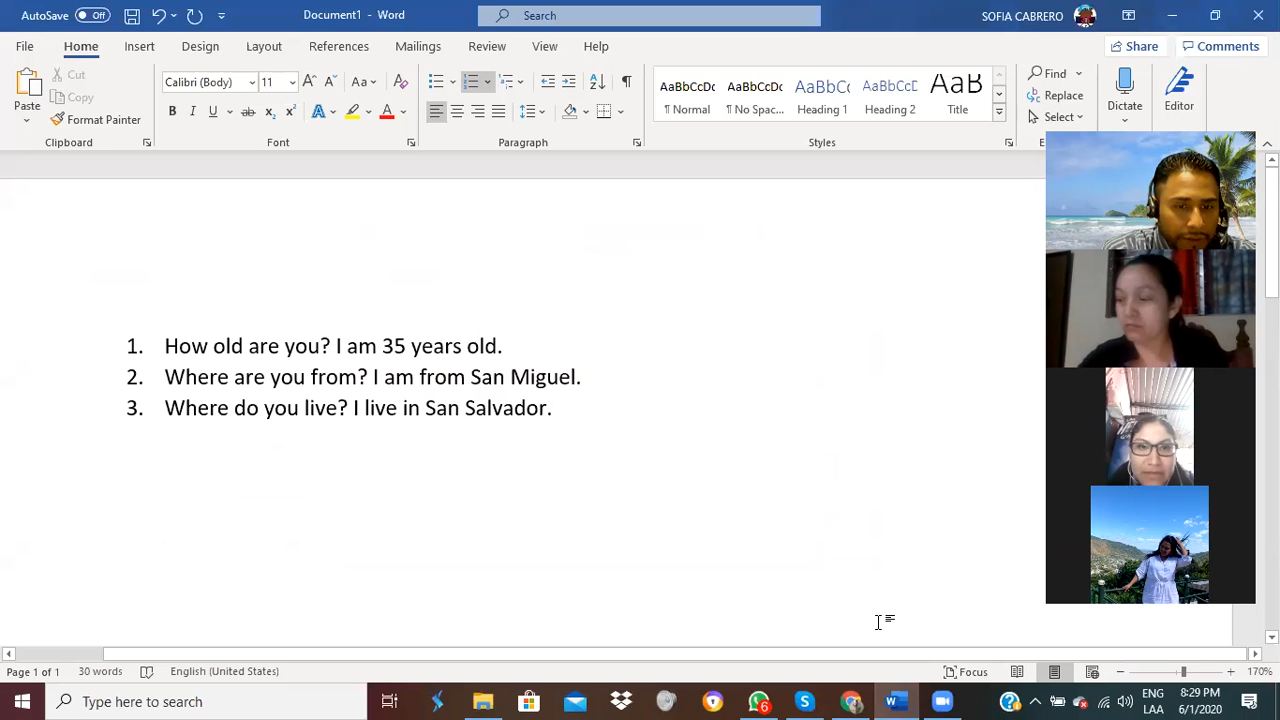 AutoSave Off Document1 - Word Search SOFIA CABRERO
File Home Insert Design Layout References Mailings Review View Help Share Comments
Paste Cut Copy Format Painter
Calibri (Body) 11
AaBbCcDc AaBbCcDc AaBbCc AaBbCcD AaB
¶ Normal ¶ No Spac... Heading 1 Heading 2 Title
Find Replace Select Dictate Editor
Clipboard Font Paragraph Styles
1. How old are you? I am 35 years old.
2. Where are you from? I am from San Miguel.
3. Where do you live? I live in San Salvador.
Page 1 of 1 30 words English (United States) Focus 170%
Type here to search 6 ENG LAA 8:29 PM 6/1/2020